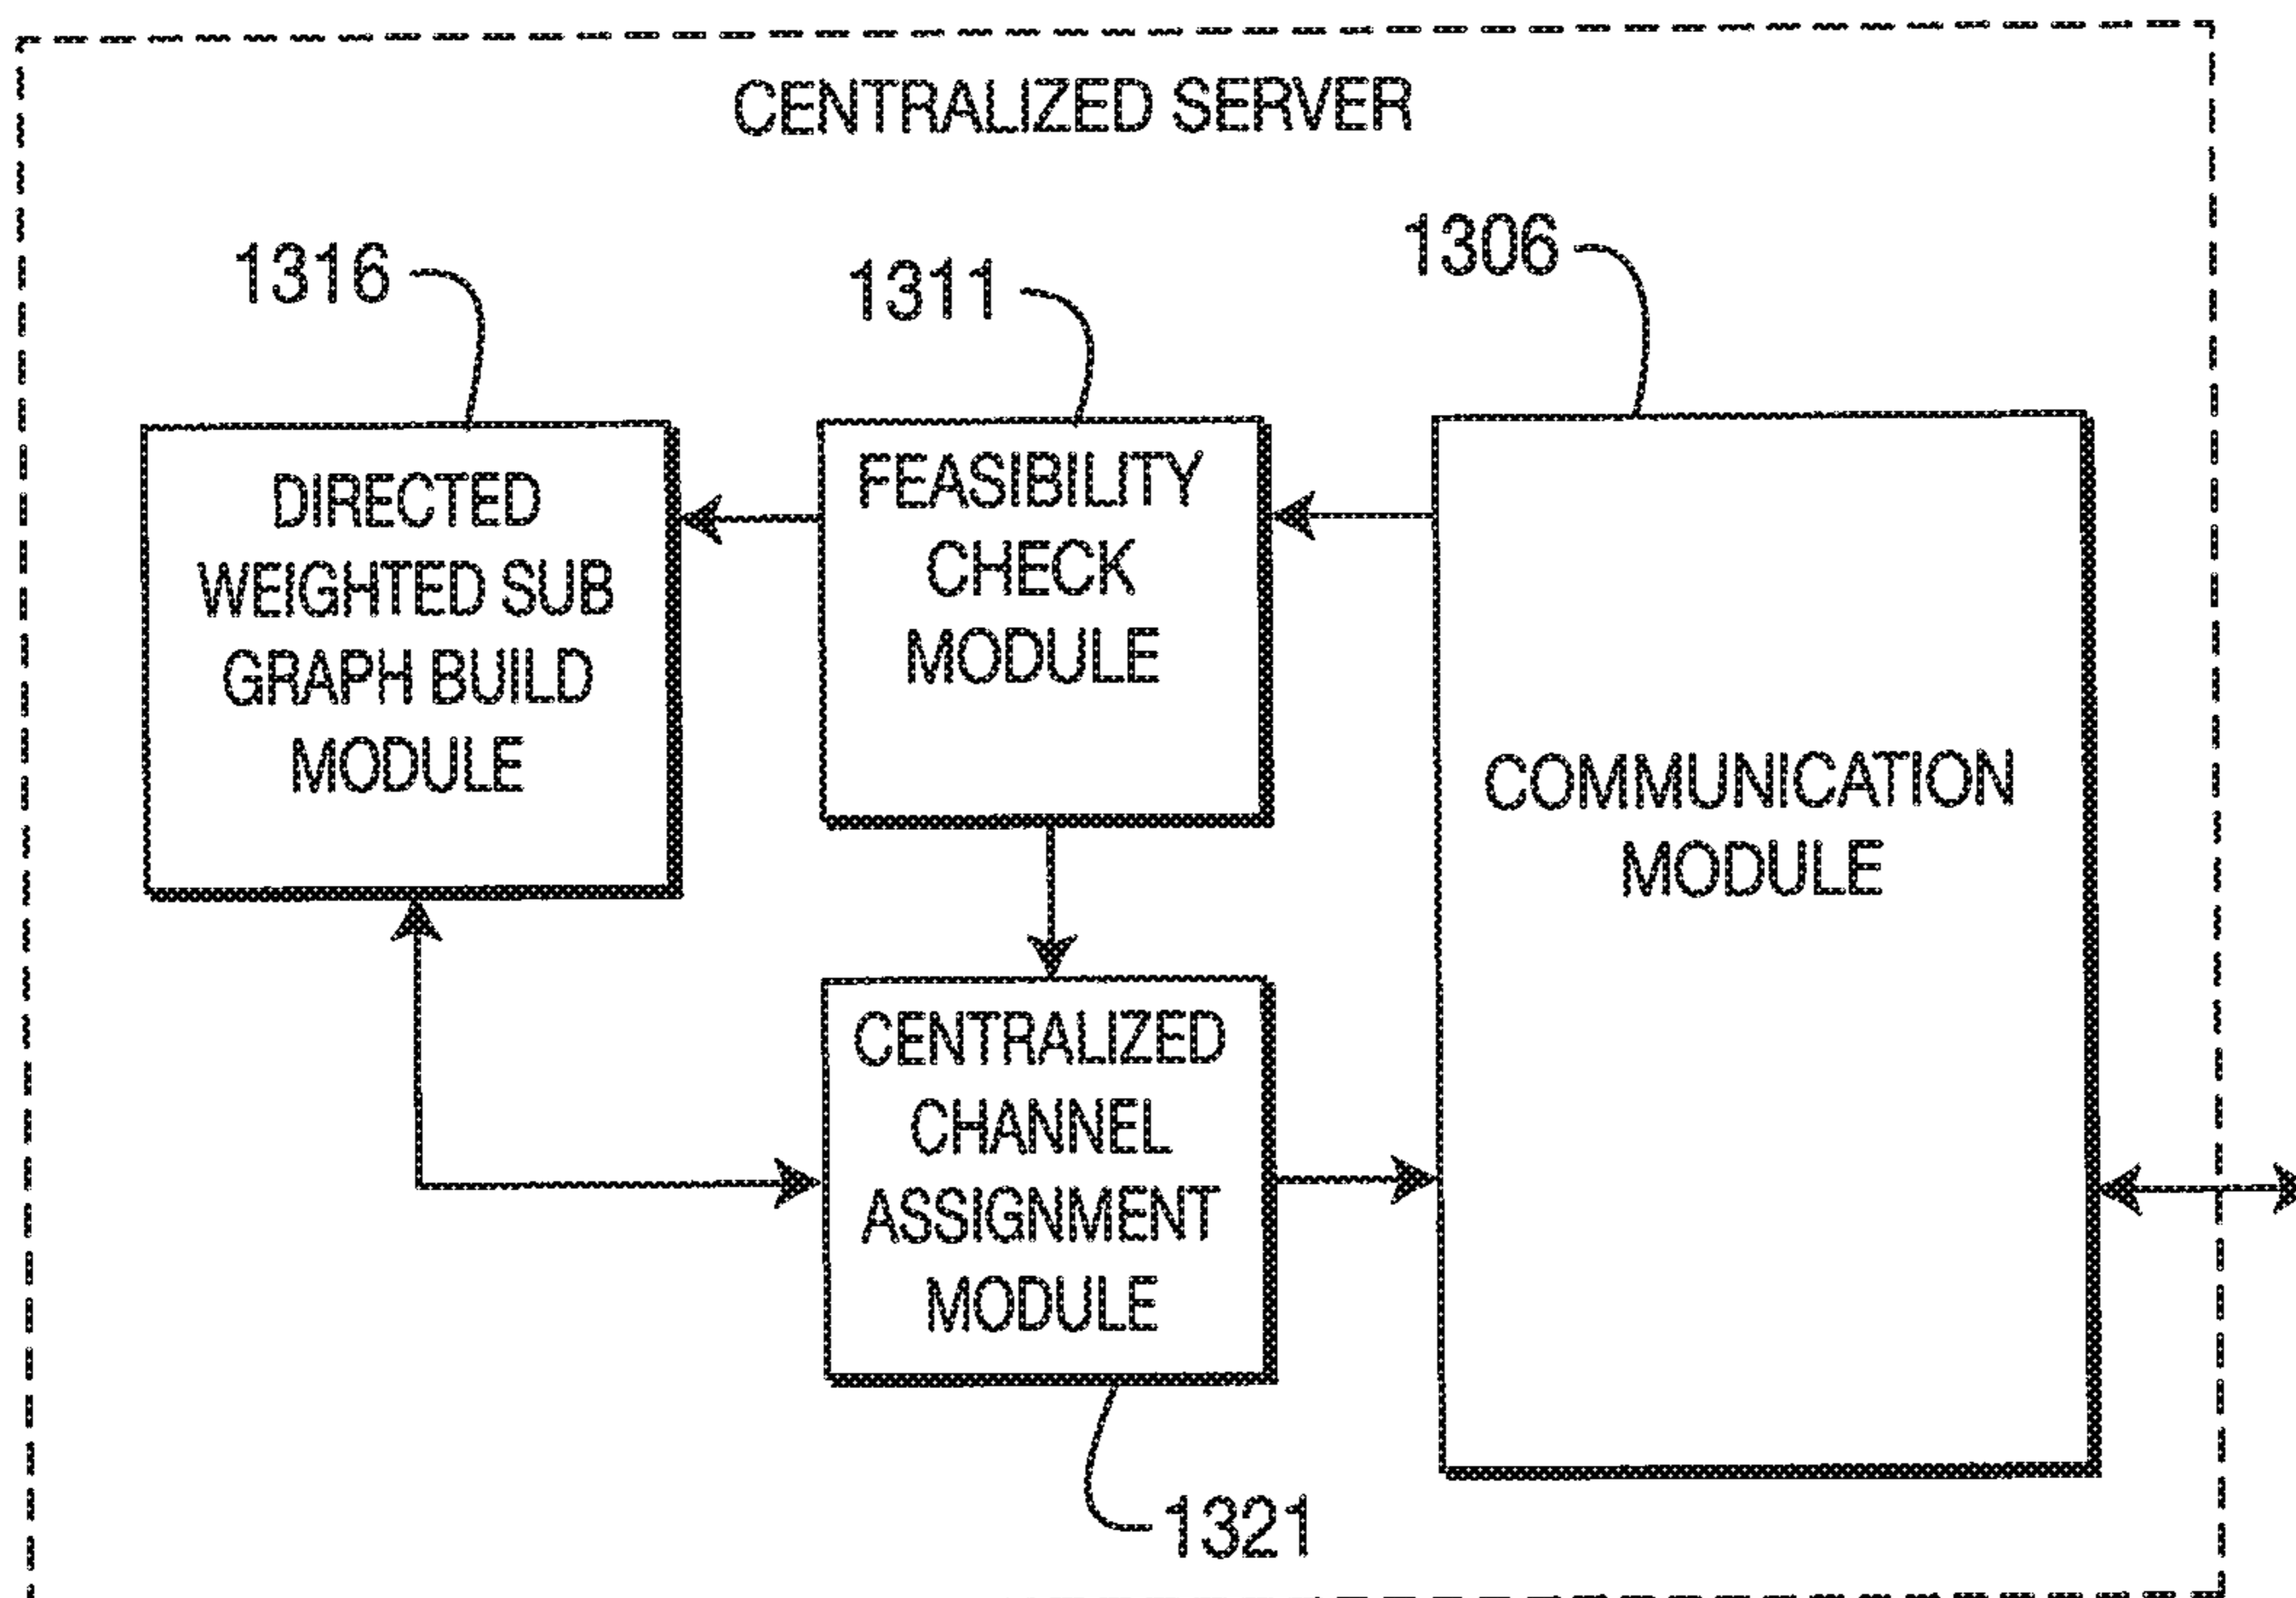 CENTRALIZED SERVER
1316
1311
1306
DIRECTED
WEIGHTED SUB
GRAPH BUILD
MODULE
FEASIBILITY
CHECK
MODULE
COMMUNICATION
MODULE
CENTRALIZED
CHANNEL
ASSIGNMENT
MODULE
1321